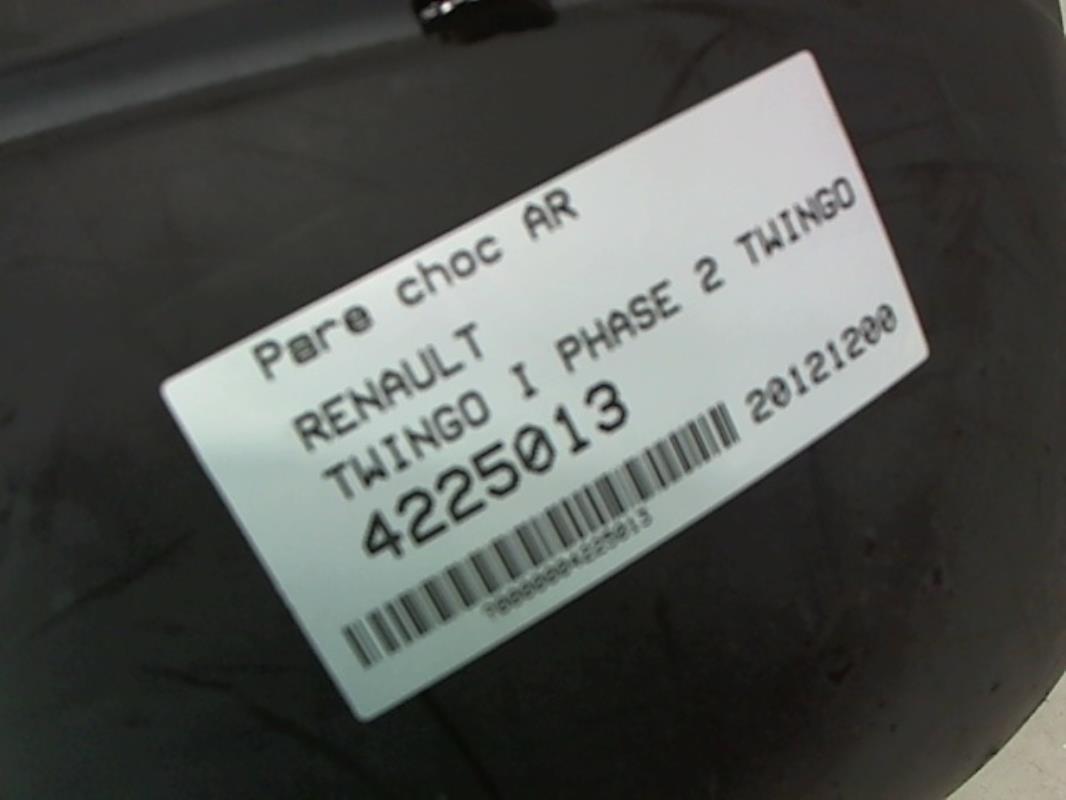 Pare choc AR
RENAULT
TWINGO I PHASE 2 TWINGO
4225013
20121200